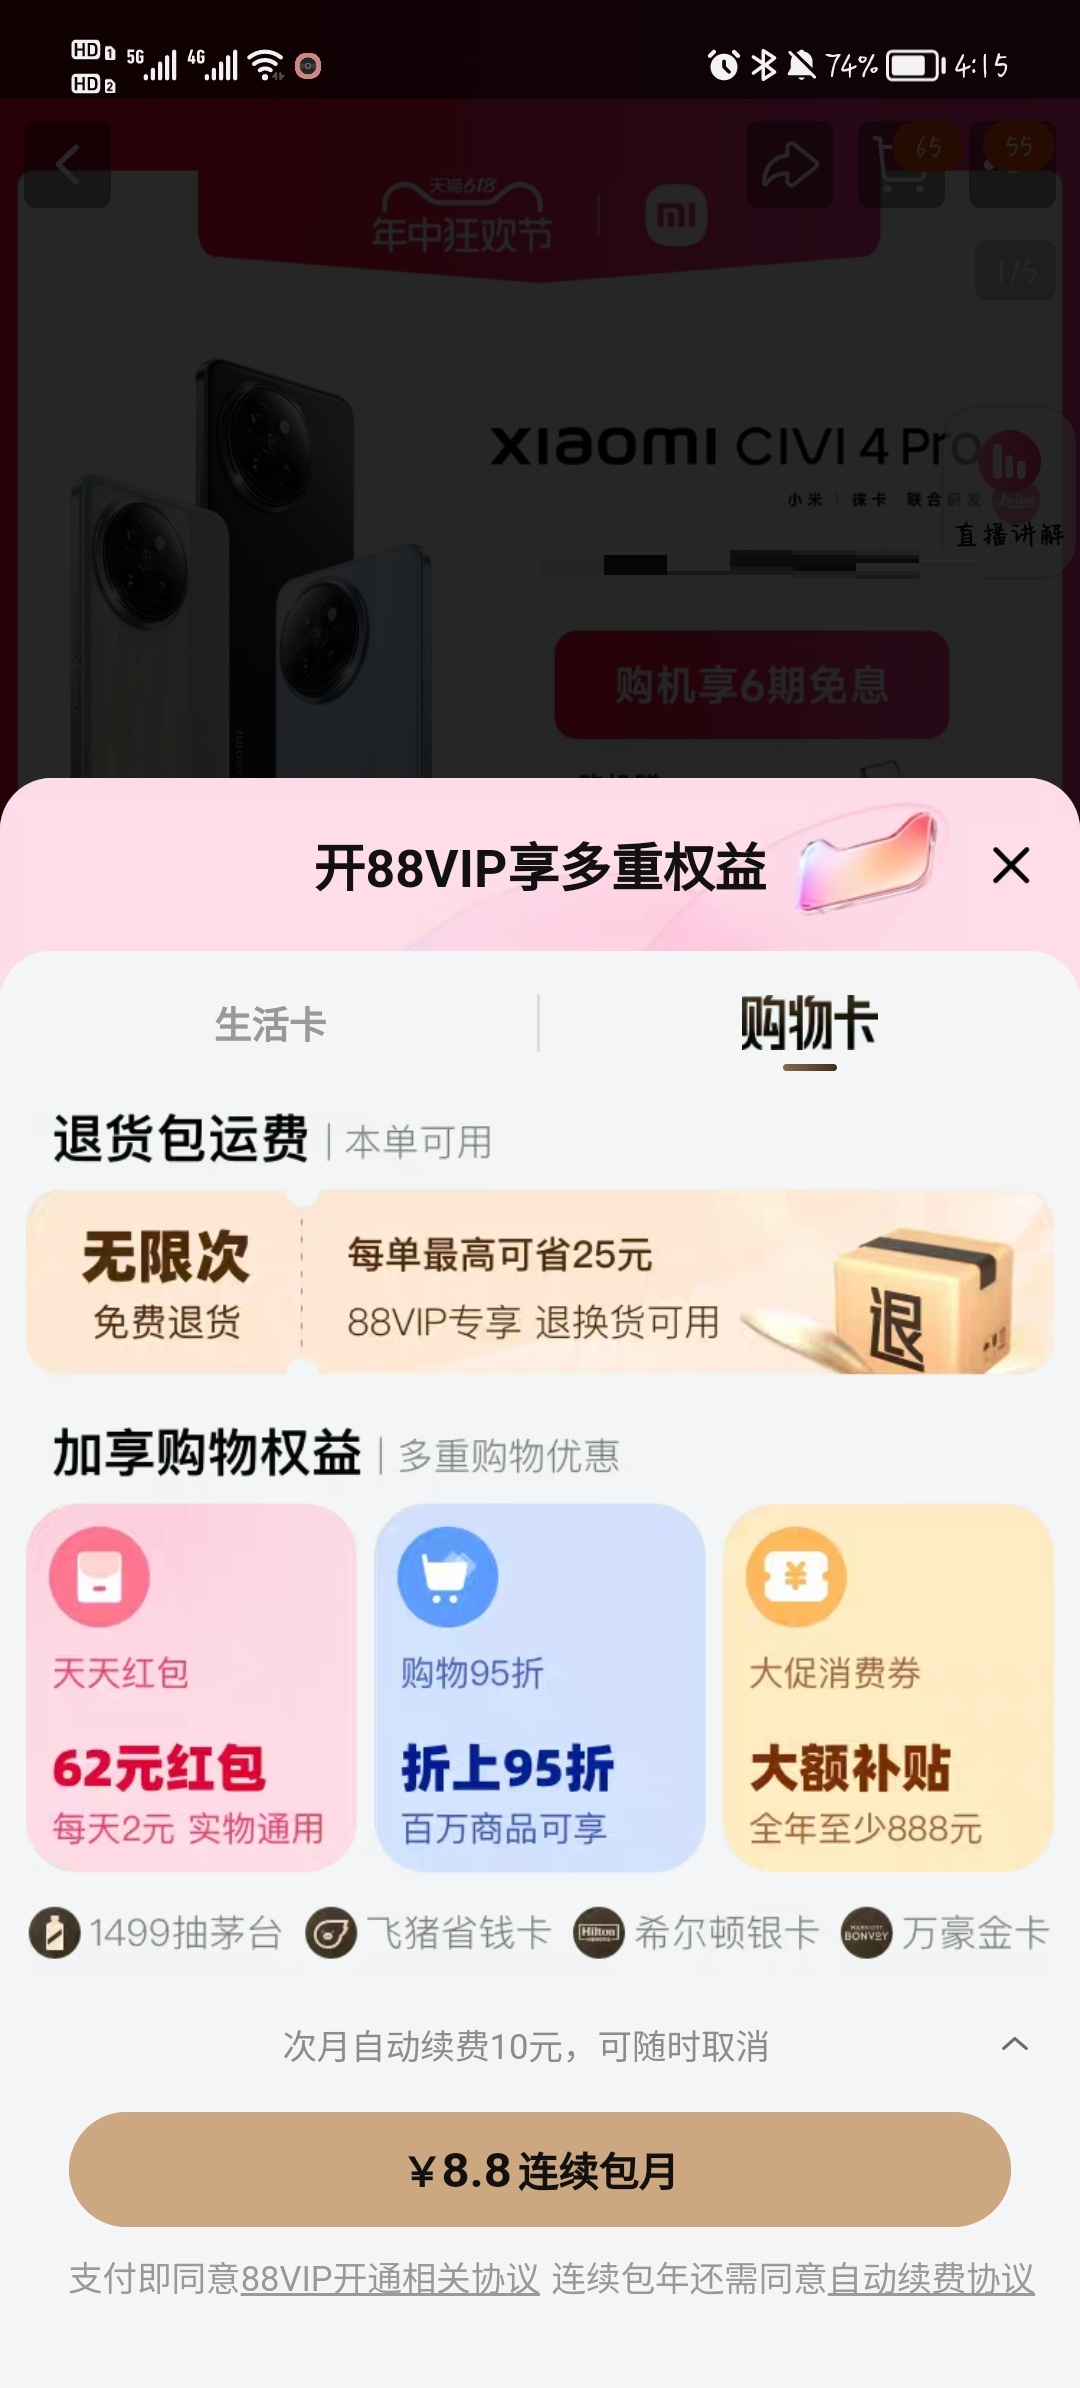 HD 1 5G 4G 74% 4:15
HD 2
65
55
天猫618
年中狂欢节
mi
1/5
xiaomi CIVI 4 Pro
小米 | 徕卡 联合研发
Leica
直播讲解
购机享6期免息
xiaomi
开88VIP享多重权益
生活卡
购物卡
退货包运费 | 本单可用
无限次
免费退货
每单最高可省25元
88VIP专享 退换货可用
退
加享购物权益 | 多重购物优惠
天天红包
62元红包
每天2元 实物通用
购物95折
折上95折
百万商品可享
¥
大促消费券
大额补贴
全年至少888元
1499抽茅台
飞猪省钱卡
Hilton
HONORS
希尔顿银卡
MARRIOTT
BONVOY
万豪金卡
次月自动续费10元，可随时取消
￥8.8连续包月
支付即同意88VIP开通相关协议 连续包年还需同意自动续费协议